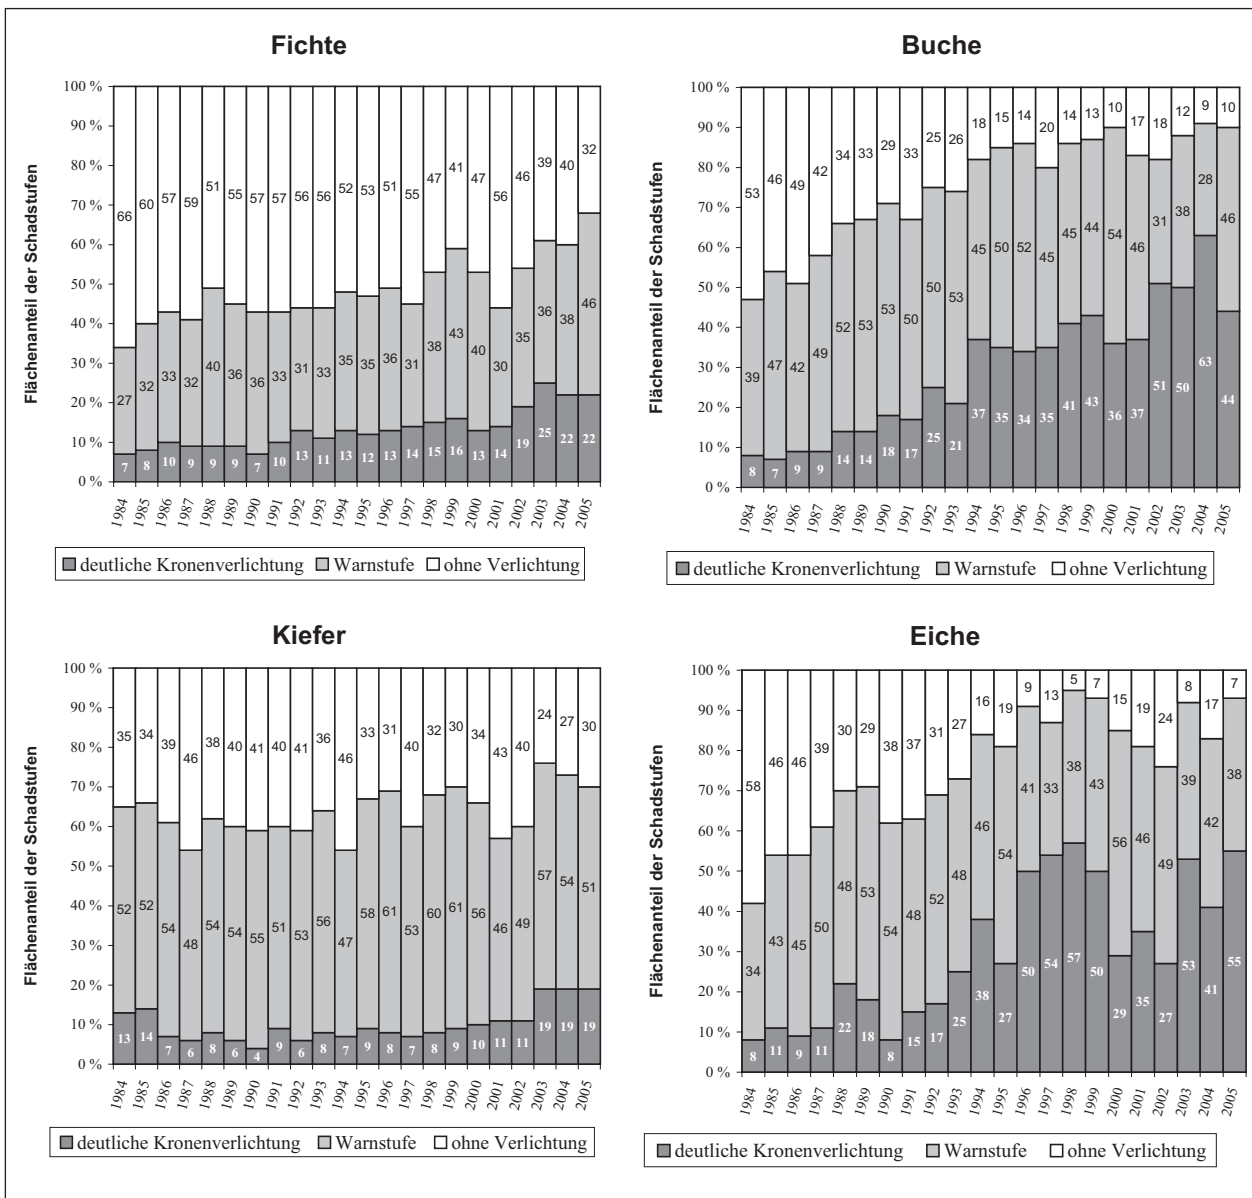 Fichte
Flächenanteil der Schadstufen
100 %
90 %
80 %
70 %
60 %
50 %
40 %
30 %
20 %
10 %
0 %
66 60 57 59 51 55 57 57 56 56 52 53 51 55 47 41 47 56 46 39 40 32
27 32 33 32 40 36 36 33 31 33 35 35 36 31 38 43 40 30 35 36 38 46
7 8 10 9 9 9 7 10 13 11 13 12 13 14 15 16 13 14 19 25 22 22
1984 1985 1986 1987 1988 1989 1990 1991 1992 1993 1994 1995 1996 1997 1998 1999 2000 2001 2002 2003 2004 2005
deutliche Kronenverlichtung Warnstufe ohne Verlichtung
Buche
Flächenanteil der Schadstufen
100 %
90 %
80 %
70 %
60 %
50 %
40 %
30 %
20 %
10 %
0 %
53 46 49 42 34 33 29 33 25 26 18 15 14 20 14 13 10 17 18 12 9 10
39 47 42 49 52 53 53 50 50 53 45 50 52 45 45 44 54 46 31 38 28 46
8 7 9 9 14 14 18 17 25 21 37 35 34 35 41 43 36 37 51 50 63 44
1984 1985 1986 1987 1988 1989 1990 1991 1992 1993 1994 1995 1996 1997 1998 1999 2000 2001 2002 2003 2004 2005
deutliche Kronenverlichtung Warnstufe ohne Verlichtung
Kiefer
Flächenanteil der Schadstufen
100 %
90 %
80 %
70 %
60 %
50 %
40 %
30 %
20 %
10 %
0 %
35 34 39 46 38 40 41 40 41 36 46 33 31 40 32 30 34 43 40 24 27 30
52 52 54 48 54 54 55 51 53 56 47 58 61 53 60 61 56 46 49 57 54 51
13 14 7 6 8 6 4 9 6 8 7 9 8 7 8 9 10 11 11 19 19 19
1984 1985 1986 1987 1988 1989 1990 1991 1992 1993 1994 1995 1996 1997 1998 1999 2000 2001 2002 2003 2004 2005
deutliche Kronenverlichtung Warnstufe ohne Verlichtung
Eiche
Flächenanteil der Schadstufen
100 %
90 %
80 %
70 %
60 %
50 %
40 %
30 %
20 %
10 %
0 %
58 46 46 39 30 29 38 37 31 27 16 19 9 13 5 7 15 19 24 8 17 7
34 43 45 50 48 53 54 48 52 48 46 54 41 33 38 43 56 46 49 39 42 38
8 11 9 11 22 18 8 15 17 25 38 27 50 54 57 50 29 35 27 53 41 55
1984 1985 1986 1987 1988 1989 1990 1991 1992 1993 1994 1995 1996 1997 1998 1999 2000 2001 2002 2003 2004 2005
deutliche Kronenverlichtung Warnstufe ohne Verlichtung